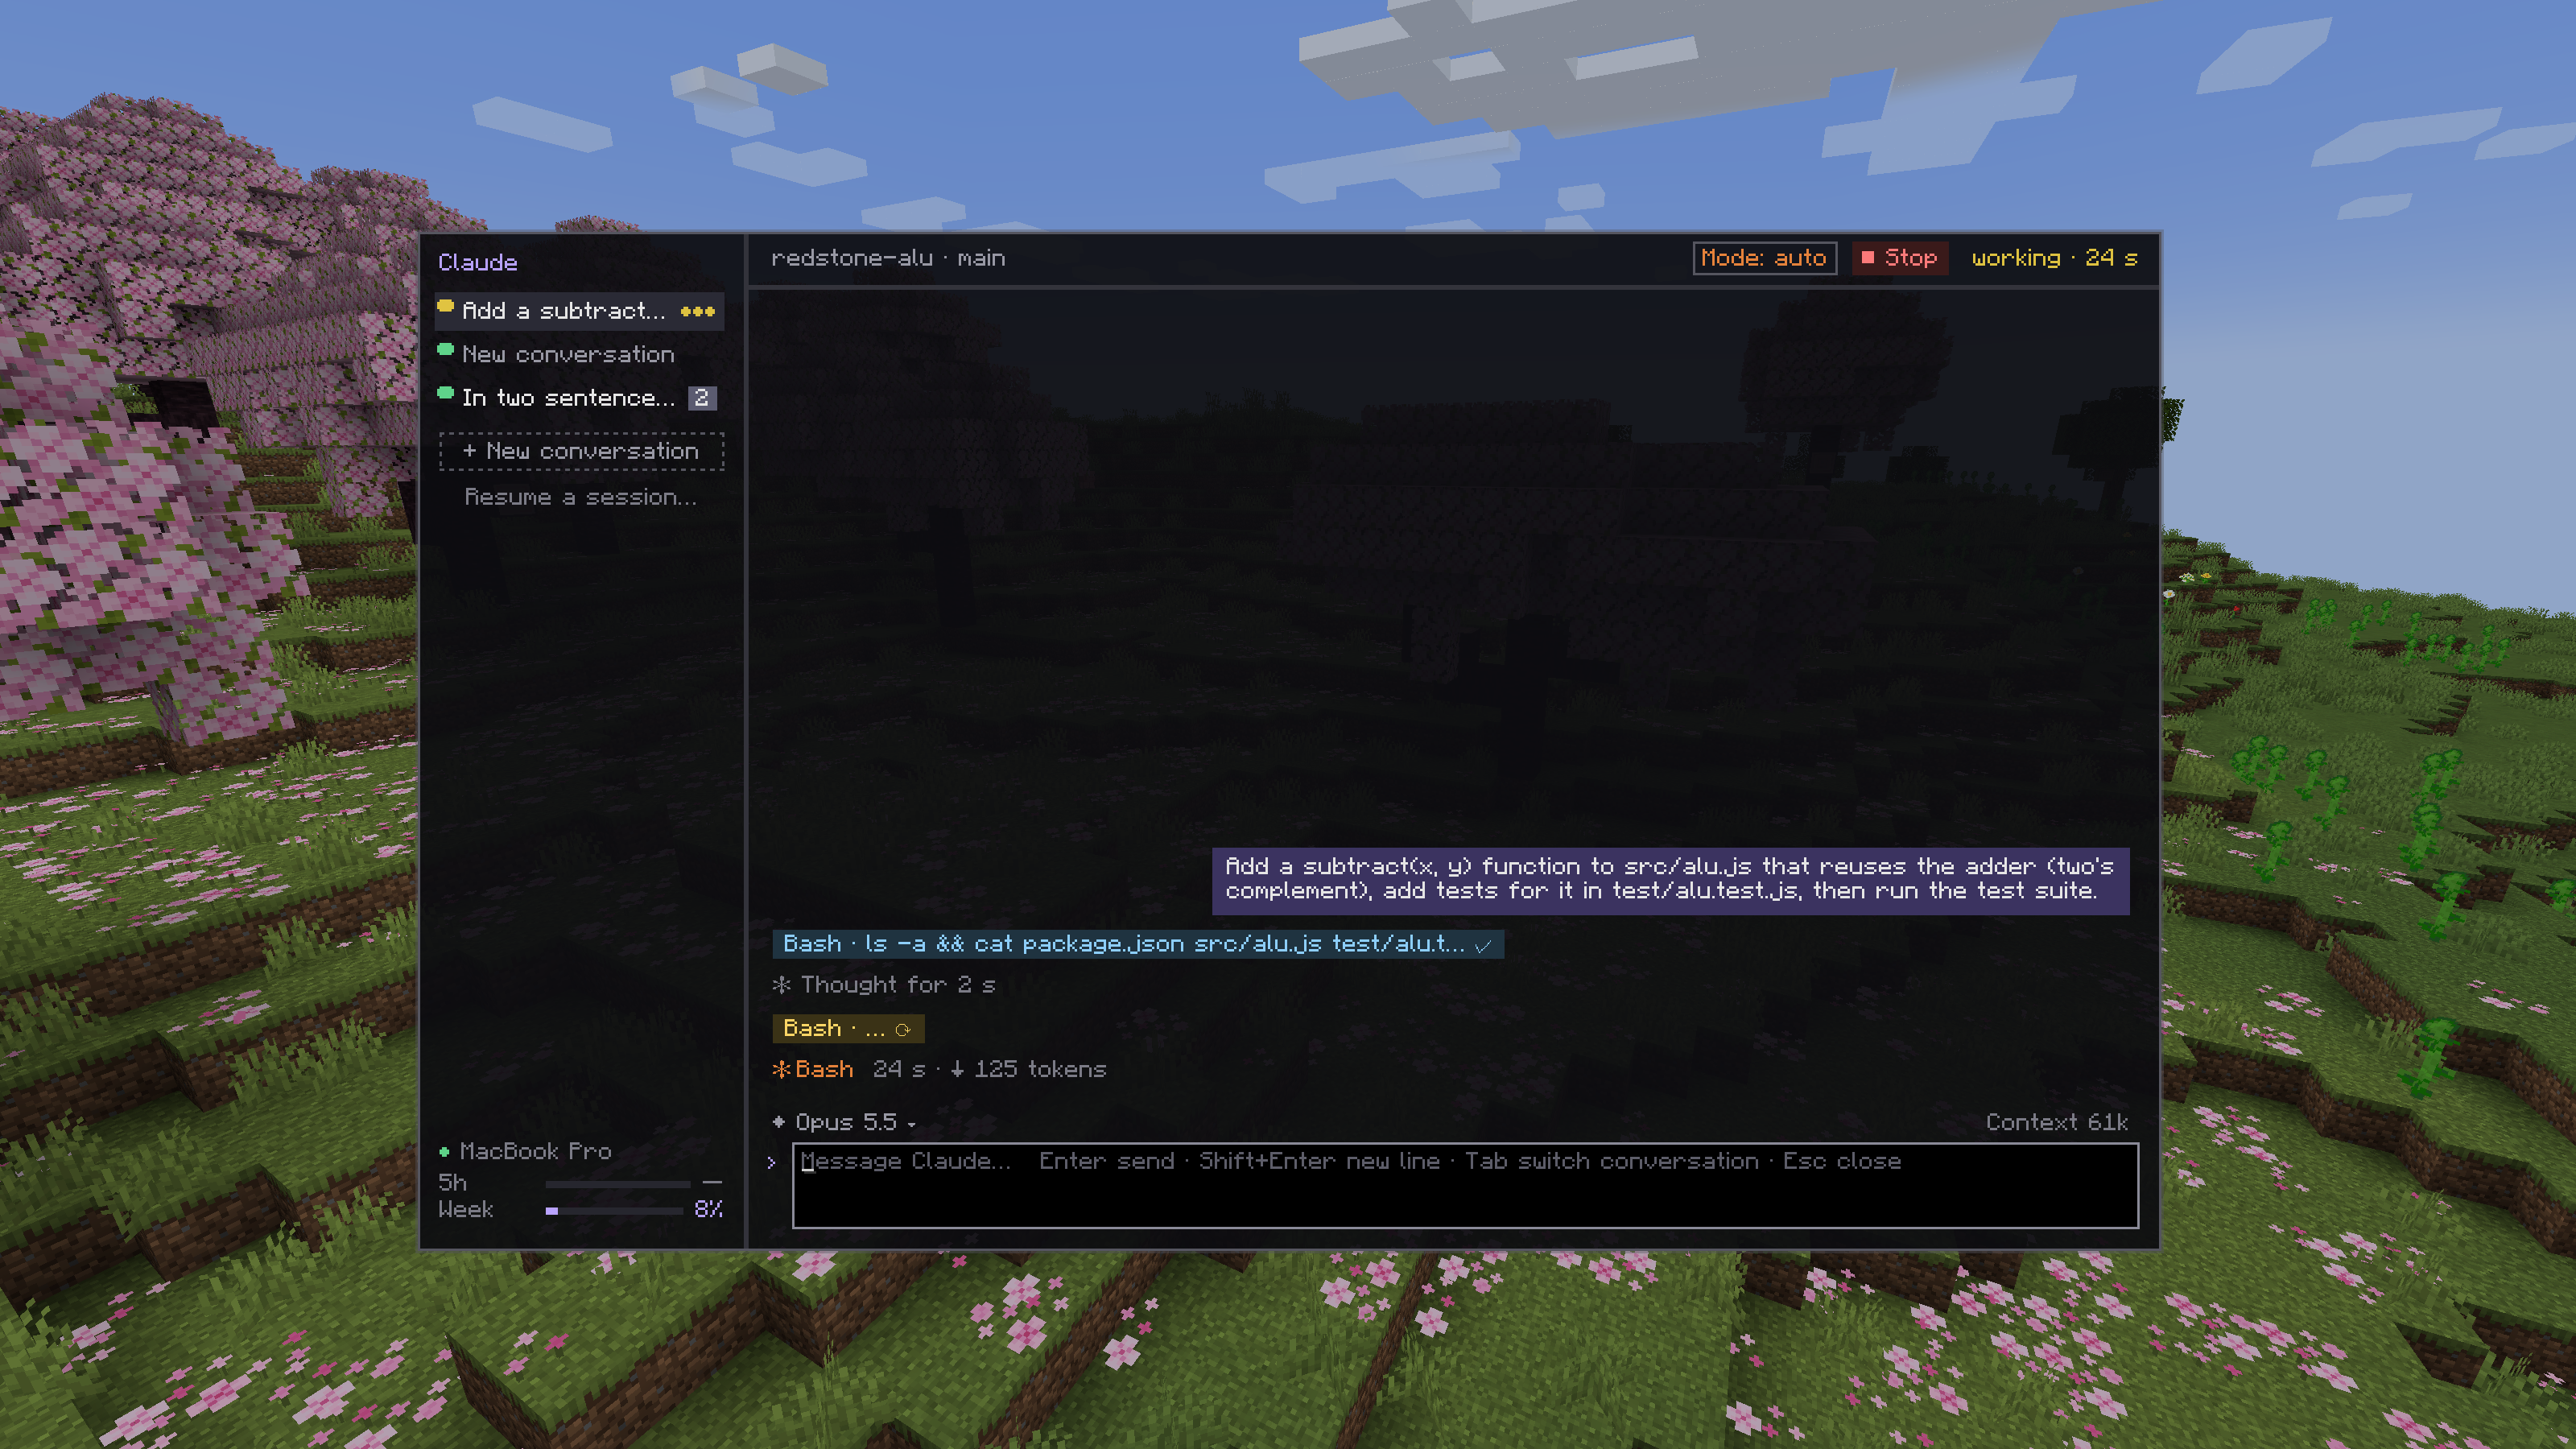 Claude
Add a subtract...
New conversation
In two sentence... 2
+ New conversation
Resume a session...
MacBook Pro
5h —
Week 8%
redstone-alu · main
Mode: auto
Stop
working · 24 s
Add a subtract(x, y) function to src/alu.js that reuses the adder (two's
complement), add tests for it in test/alu.test.js, then run the test suite.
Bash · ls -a && cat package.json src/alu.js test/alu.t... ✓
Thought for 2 s
Bash · ...
Bash 24 s · ↓ 125 tokens
Opus 5.5
Context 61k
› Message Claude... Enter send · Shift+Enter new line · Tab switch conversation · Esc close